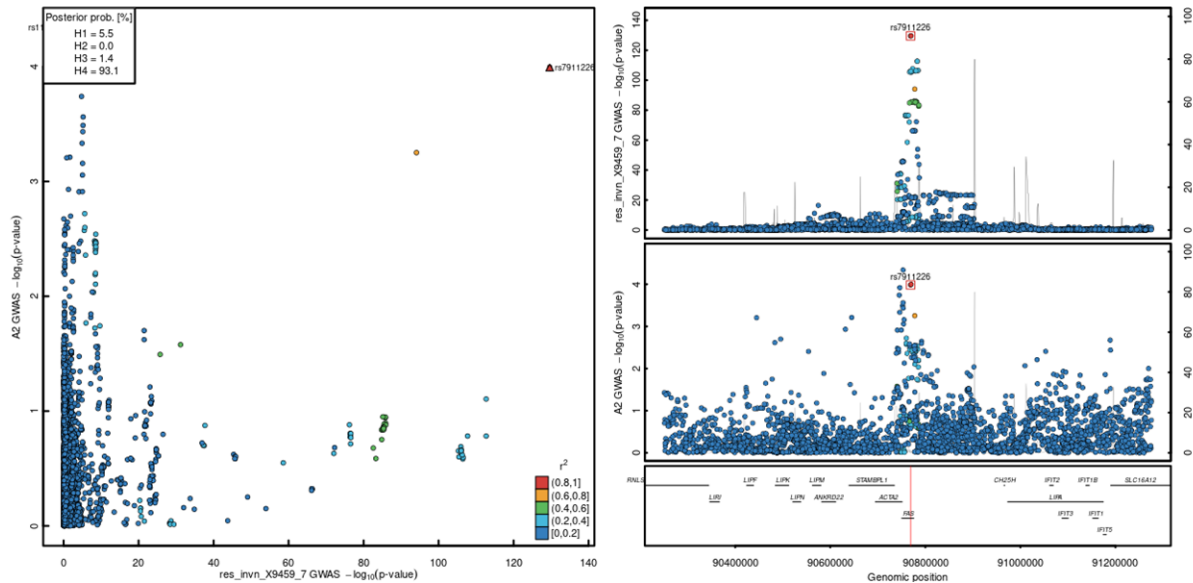 Posterior prob. [%]
H1 = 5.5
H2 = 0.0
H3 = 1.4
H4 = 93.1
rs11
rs7911226
A2 GWAS −log10(p-value)
0
1
2
3
4
0 20 40 60 80 100 120 140
res_invn_X9459_7 GWAS −log10(p-value)
r²
(0.8,1]
(0.6,0.8]
(0.4,0.6]
(0.2,0.4]
[0,0.2]
rs7911226
res_invn_X9459_7 GWAS −log10(p-value)
0 20 40 60 80 100 120 140
0 20 40 60 80 100
rs7911226
A2 GWAS −log10(p-value)
0 1 2 3 4
0 20 40 60 80 100
RNLS LIPF LIPK LIPM STAMBPL1 CH25H IFIT2 IFIT1B SLC16A12
LIPJ LIPN ANKRD22 ACTA2 LIPA
FAS IFIT3 IFIT1
IFIT5
90400000 90600000 90800000 91000000 91200000
Genomic position